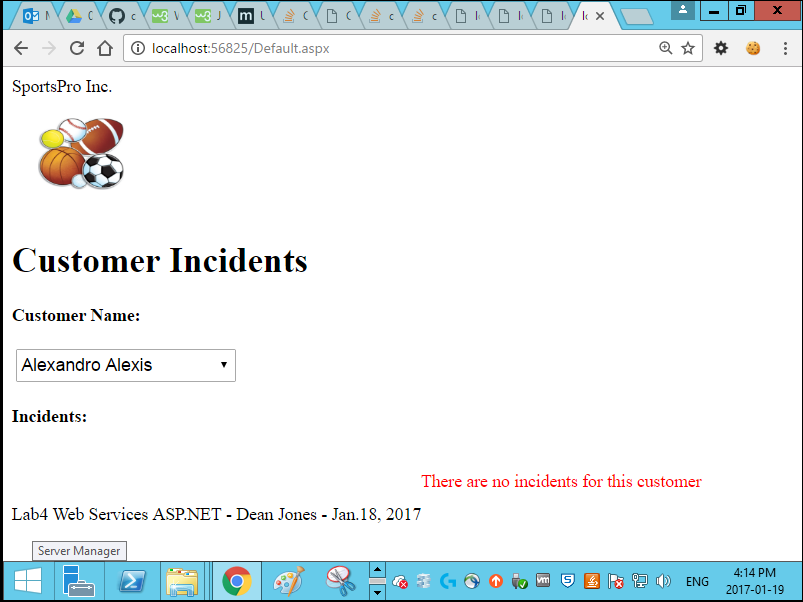 localhost:56825/Default.aspx
SportsPro Inc.
Customer Incidents
Customer Name:
Alexandro Alexis
Incidents:
There are no incidents for this customer
Lab4 Web Services ASP.NET - Dean Jones - Jan.18, 2017
Server Manager
ENG
4:14 PM
2017-01-19